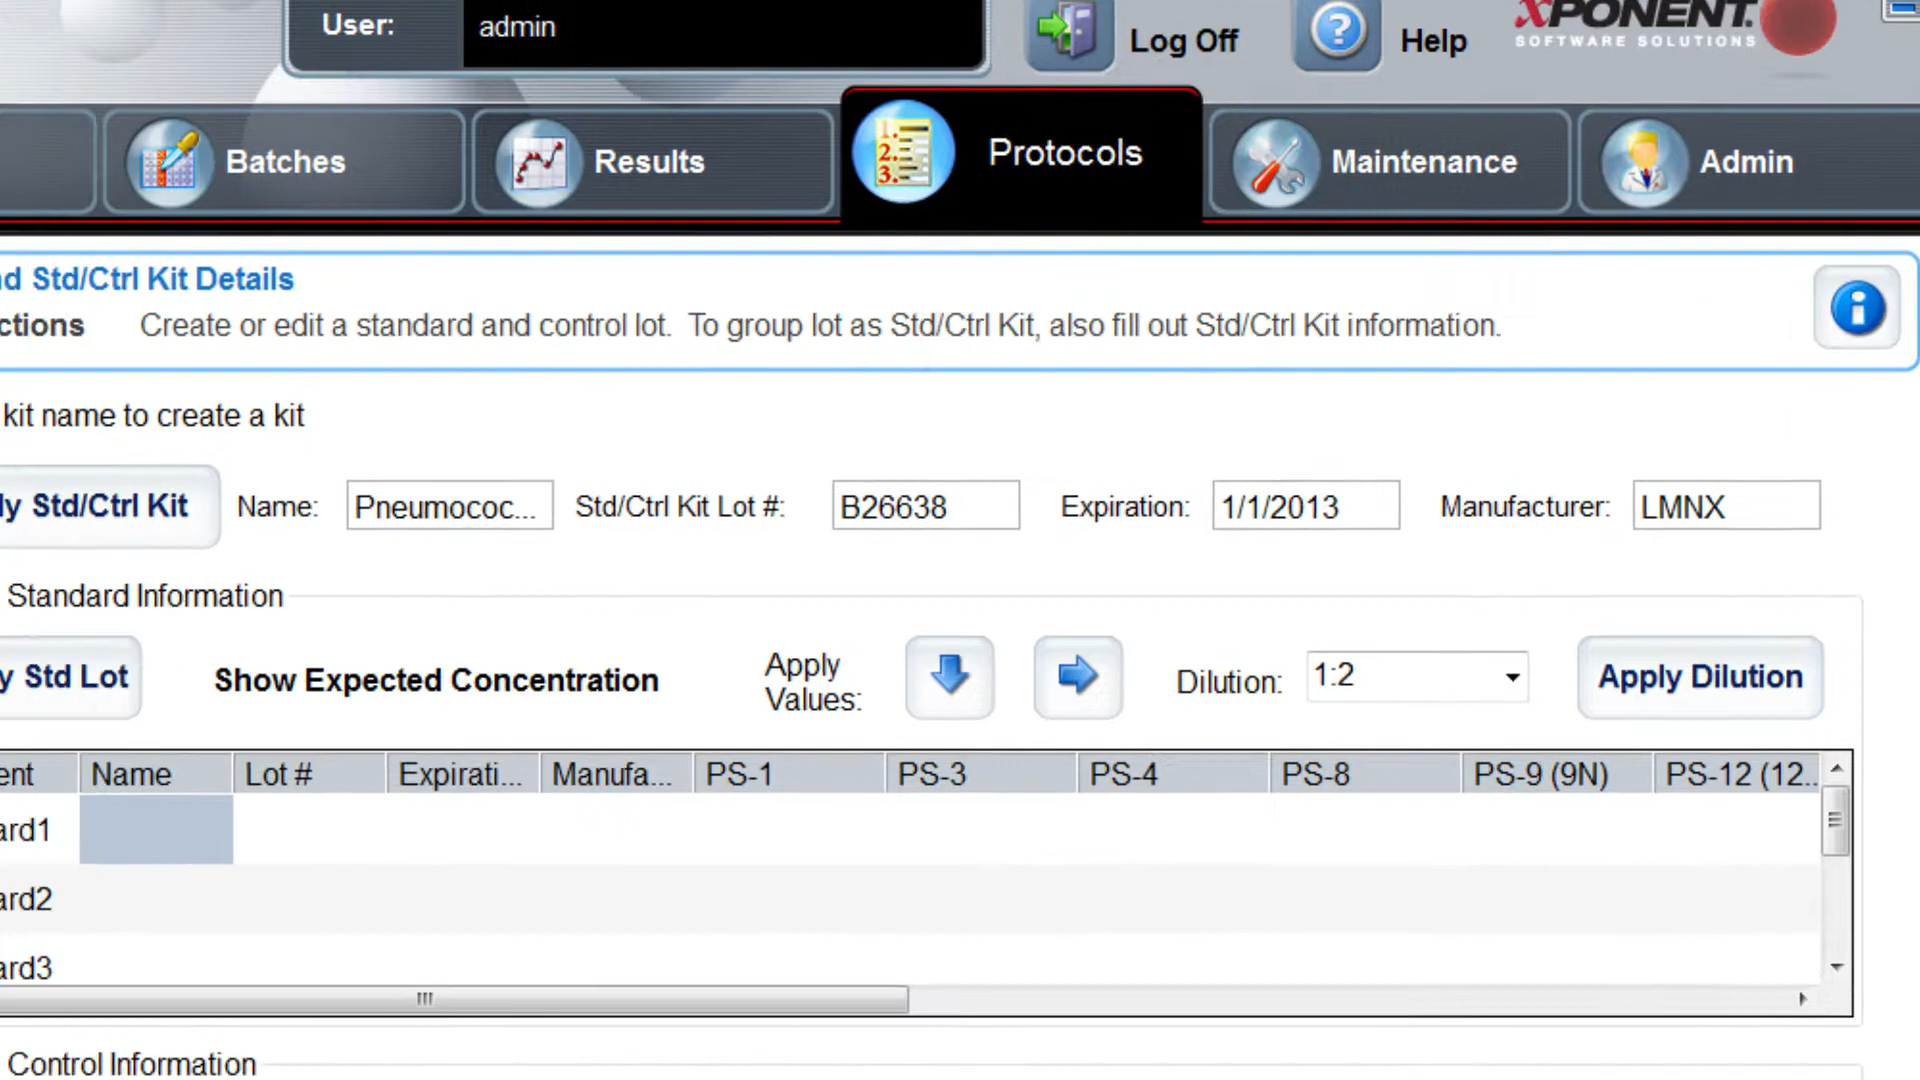 User: admin Log Off Help XPONENT.
SOFTWARE SOLUTIONS
Batches Results Protocols Maintenance Admin
nd Std/Ctrl Kit Details
ctions Create or edit a standard and control lot. To group lot as Std/Ctrl Kit, also fill out Std/Ctrl Kit information.
kit name to create a kit
ly Std/Ctrl Kit Name: Pneumococ... Std/Ctrl Kit Lot #: B26638 Expiration: 1/1/2013 Manufacturer: LMNX
Standard Information
y Std Lot Show Expected Concentration Apply Values: Dilution: 1:2 Apply Dilution
ent Name Lot # Expirati... Manufa... PS-1 PS-3 PS-4 PS-8 PS-9 (9N) PS-12 (12...
ard1
ard2
ard3
Control Information